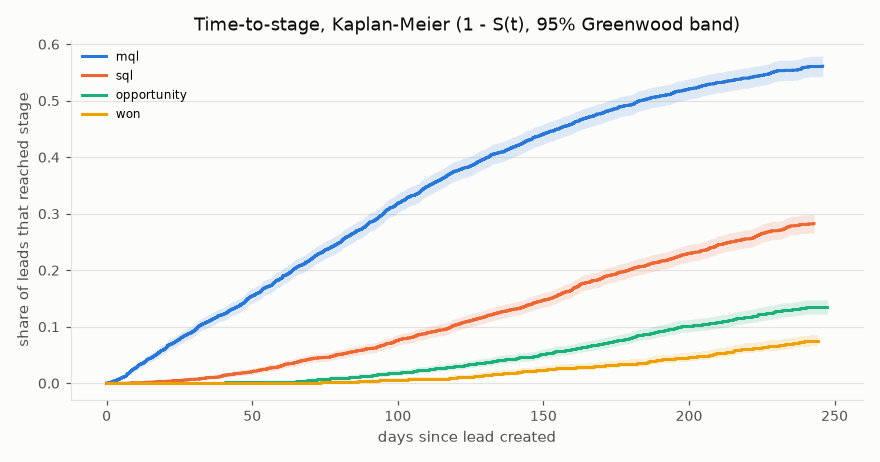 Time-to-stage, Kaplan-Meier (1 - S(t), 95% Greenwood band)
share of leads that reached stage
0.6
0.5
0.4
0.3
0.2
0.1
0.0
mql
sql
opportunity
won
0 50 100 150 200 250
days since lead created